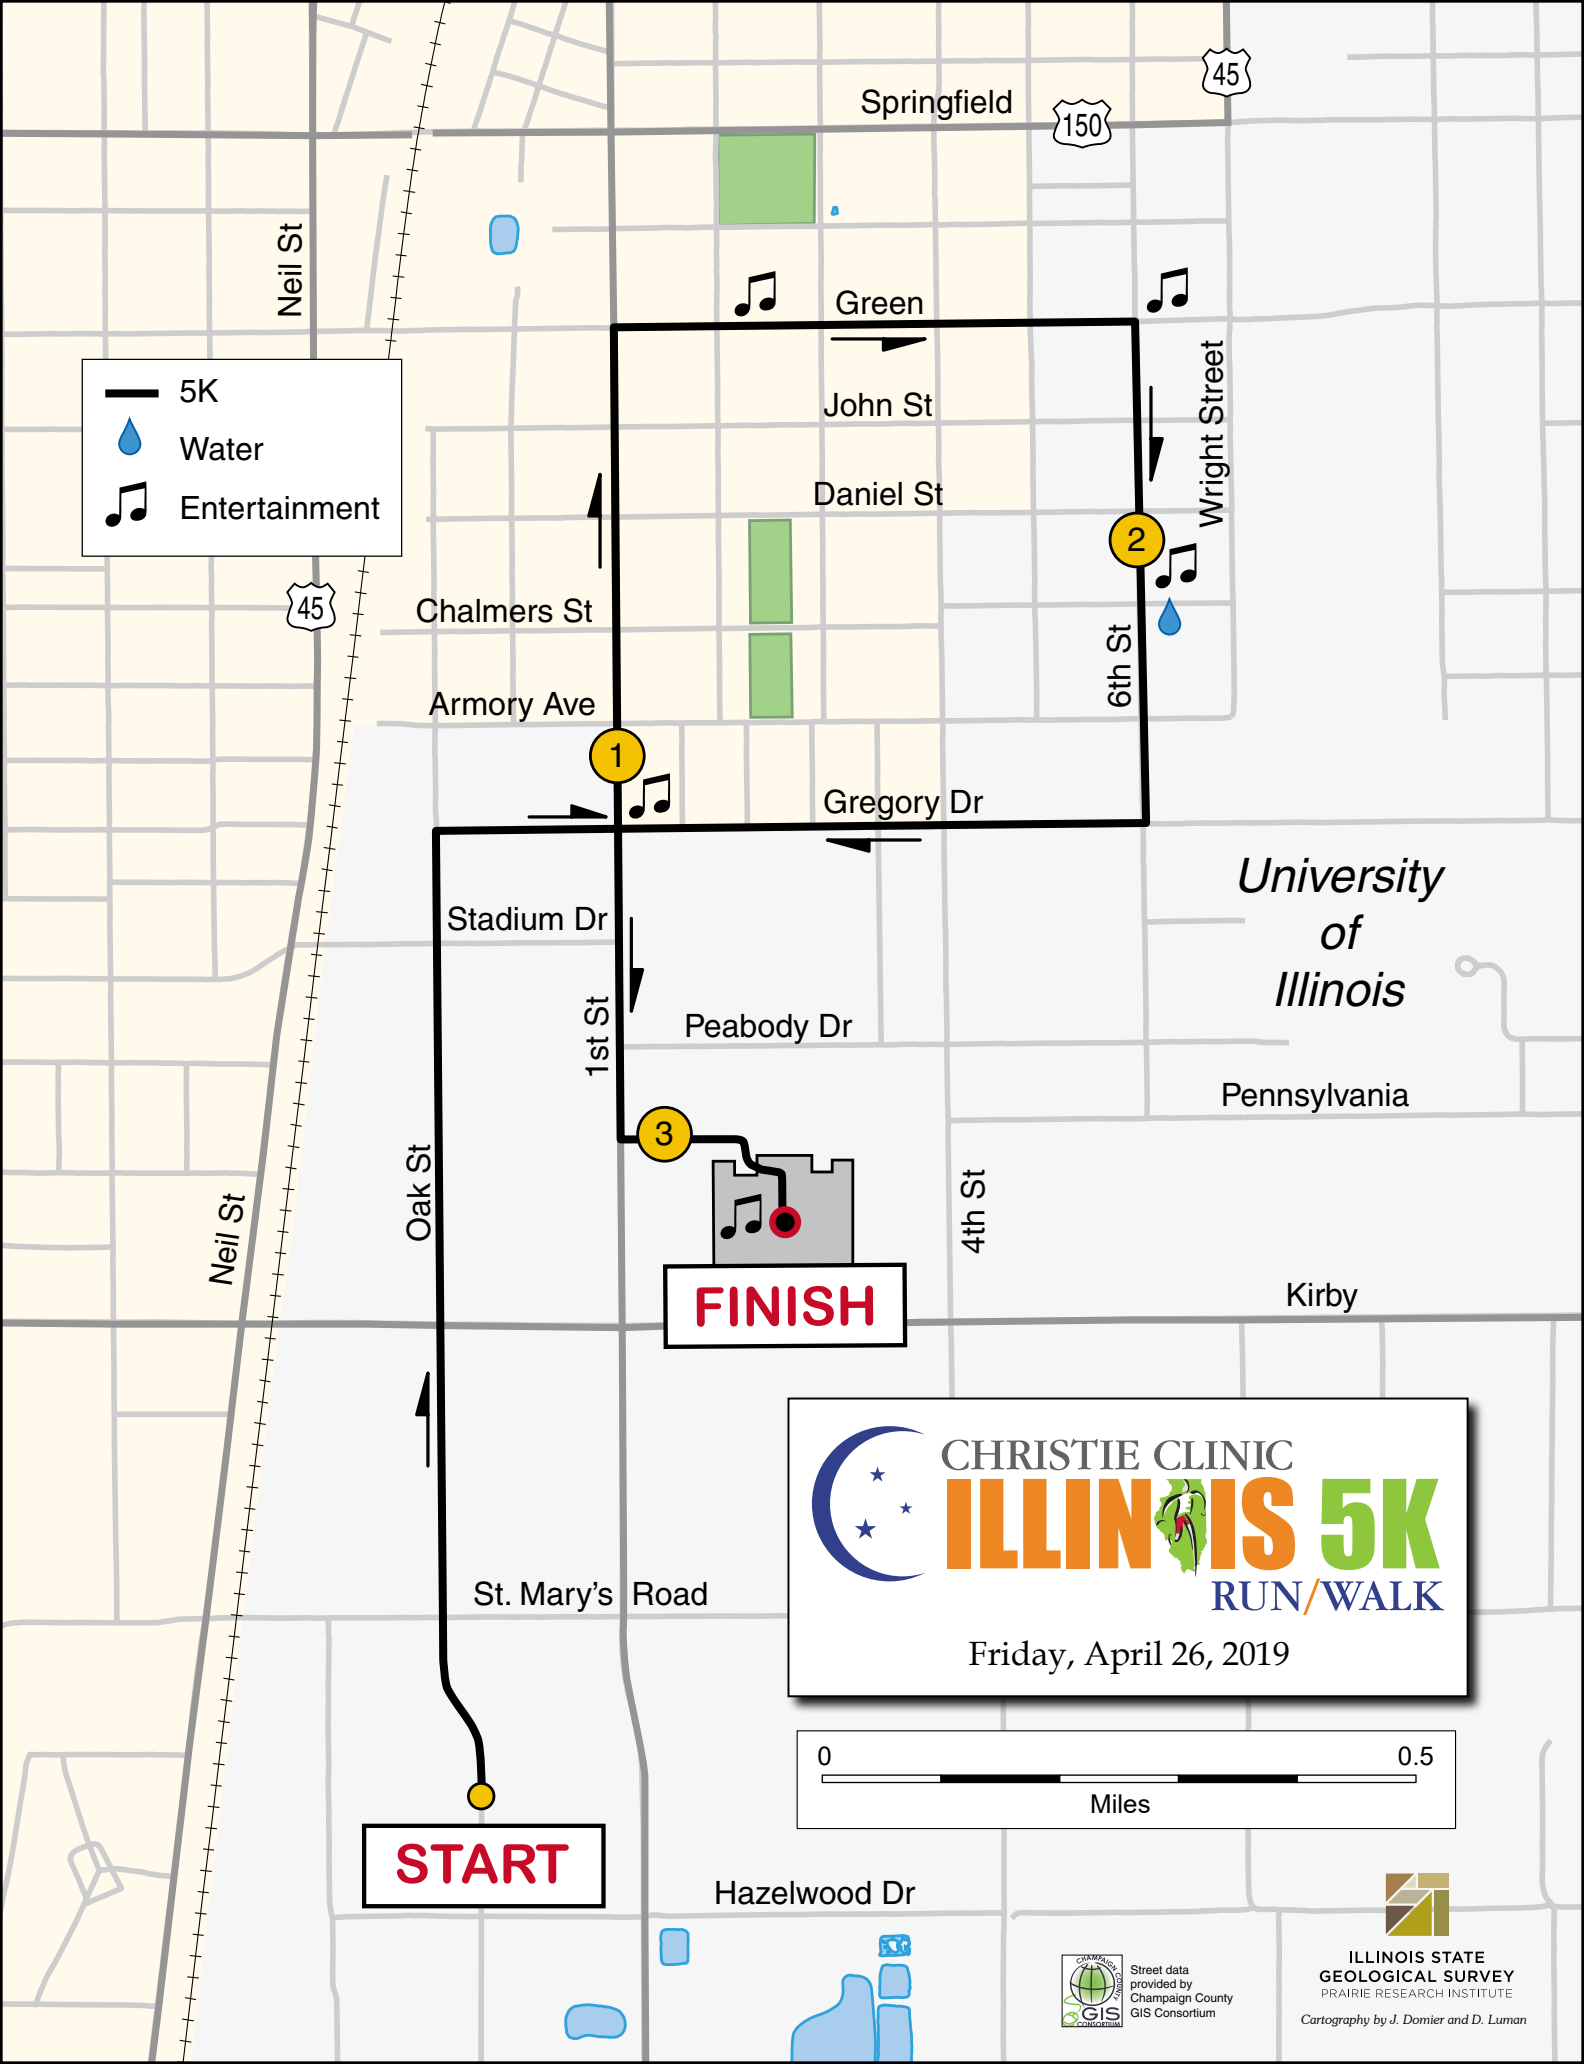 45
Springfield
150
Neil St
Green
5K
Water
Entertainment
John St
Wright Street
Daniel St
2
45
Chalmers St
6th St
Armory Ave
1
Gregory Dr
University
of
Illinois
Stadium Dr
1st St
Peabody Dr
Pennsylvania
3
Oak St
Neil St
4th St
FINISH
Kirby
CHRISTIE CLINIC
ILLINOIS 5K
RUN/WALK
Friday, April 26, 2019
St. Mary's Road
0 0.5
Miles
START
Hazelwood Dr
CHAMPAIGN COUNTY
GIS
CONSORTIUM
Street data
provided by
Champaign County
GIS Consortium
ILLINOIS STATE
GEOLOGICAL SURVEY
PRAIRIE RESEARCH INSTITUTE
Cartography by J. Domier and D. Luman